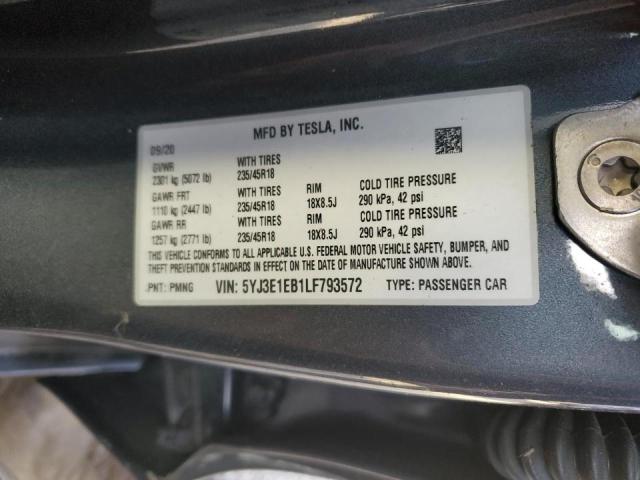 MFD BY TESLA, INC.
09/20
GVWR WITH TIRES
2301 kg (5072 lb) 235/45R18
GAWR FRT WITH TIRES RIM COLD TIRE PRESSURE
1110 kg (2447 lb) 235/45R18 18X8.5J 290 kPa, 42 psi
GAWR RR WITH TIRES RIM COLD TIRE PRESSURE
1257 kg (2771 lb) 235/45R18 18X8.5J 290 kPa, 42 psi
THIS VEHICLE CONFORMS TO ALL APPLICABLE U.S. FEDERAL MOTOR VEHICLE SAFETY, BUMPER, AND
THEFT PREVENTION STANDARDS IN EFFECT ON THE DATE OF MANUFACTURE SHOWN ABOVE.
PNT: PMNG VIN: 5YJ3E1EB1LF793572 TYPE: PASSENGER CAR